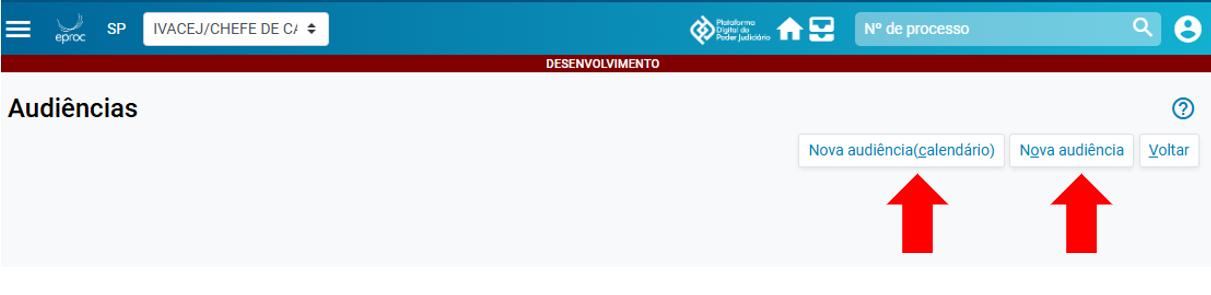 eproc
SP
IVACEJ/CHEFE DE CA
Plataforma
Digital do
Poder Judiciário
Nº de processo
DESENVOLVIMENTO
Audiências
Nova audiência(calendário)
Nova audiência
Voltar